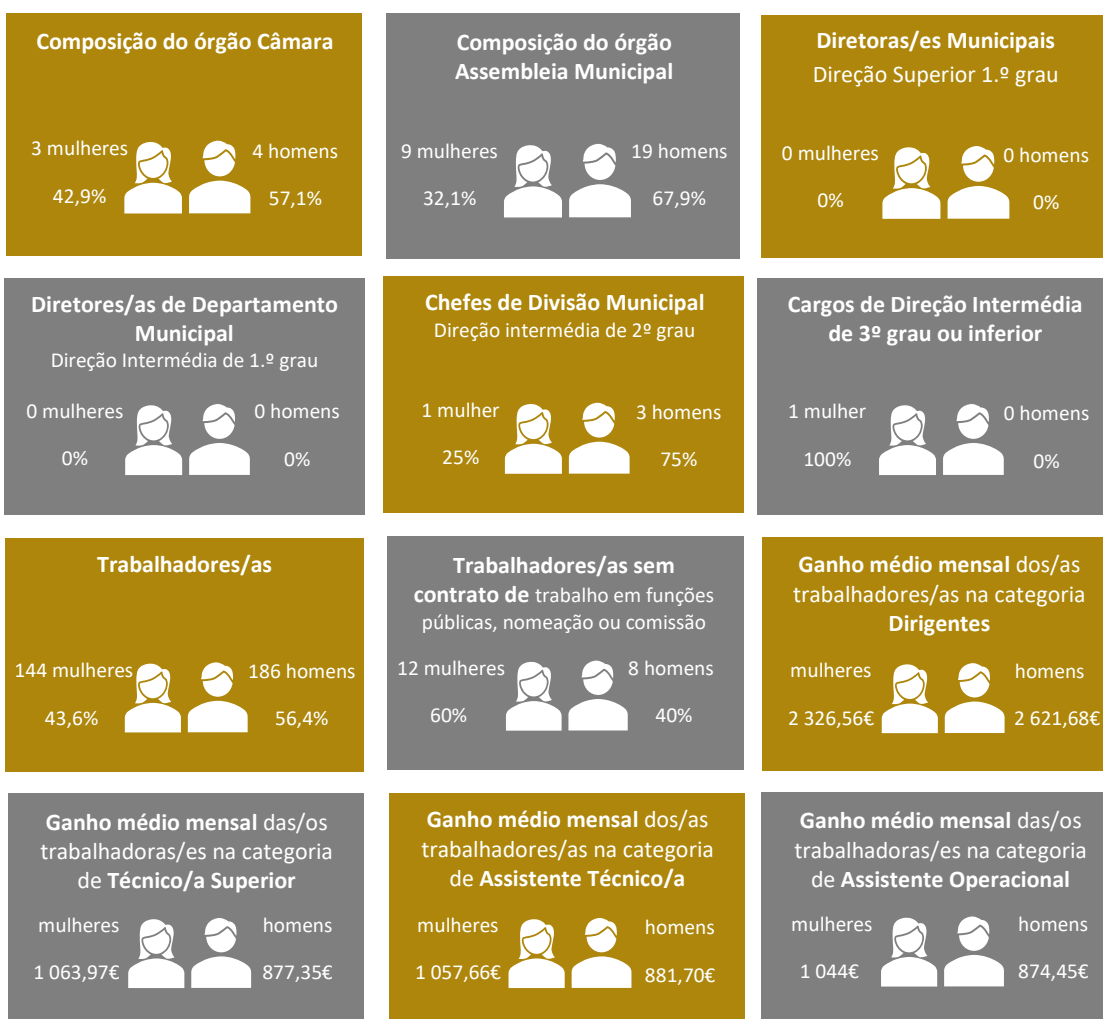 Composição do órgão Câmara
3 mulheres
4 homens
42,9%
57,1%
Composição do órgão
Assembleia Municipal
9 mulheres
19 homens
32,1%
67,9%
Diretoras/es Municipais
Direção Superior 1.º grau
0 mulheres
0 homens
0%
0%
Diretores/as de Departamento
Municipal
Direção Intermédia de 1.º grau
0 mulheres
0 homens
0%
0%
Chefes de Divisão Municipal
Direção intermédia de 2º grau
1 mulher
3 homens
25%
75%
Cargos de Direção Intermédia
de 3º grau ou inferior
1 mulher
0 homens
100%
0%
Trabalhadores/as
144 mulheres
186 homens
43,6%
56,4%
Trabalhadores/as sem
contrato de trabalho em funções
públicas, nomeação ou comissão
12 mulheres
8 homens
60%
40%
Ganho médio mensal dos/as
trabalhadores/as na categoria
Dirigentes
mulheres
homens
2 326,56€
2 621,68€
Ganho médio mensal das/os
trabalhadoras/es na categoria
de Técnico/a Superior
mulheres
homens
1 063,97€
877,35€
Ganho médio mensal dos/as
trabalhadores/as na categoria
de Assistente Técnico/a
mulheres
homens
1 057,66€
881,70€
Ganho médio mensal das/os
trabalhadoras/es na categoria
de Assistente Operacional
mulheres
homens
1 044€
874,45€